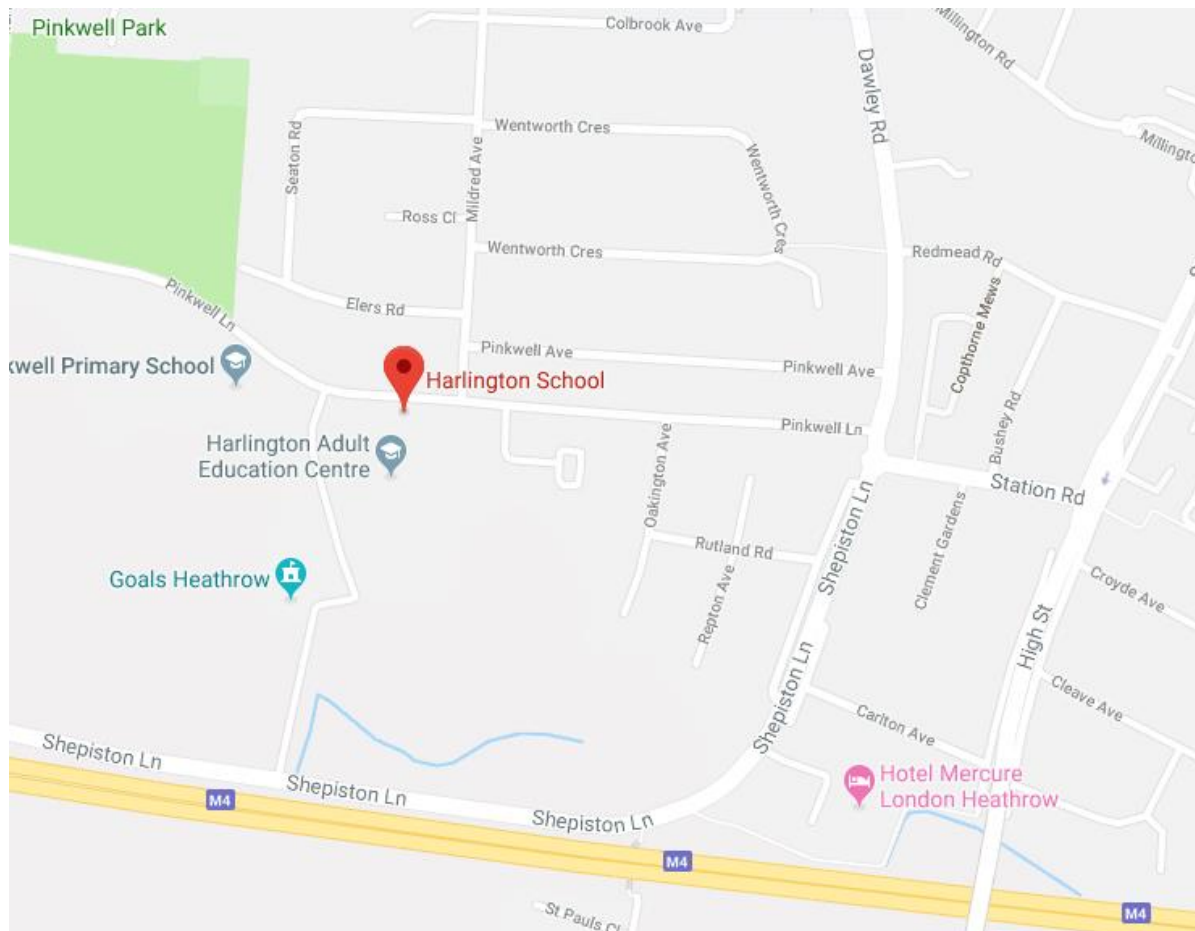 Pinkwell Park
Colbrook Ave
Millington Rd
Dawley Rd
Wentworth Cres
Seaton Rd
Mildred Ave
Wentworth Cres
Millingto
Ross Cl
Wentworth Cres
Redmead Rd
Pinkwell Ln
Elers Rd
Copthorne Mews
Pinkwell Ave
Pinkwell Ave
kwell Primary School
Harlington School
Bushey Rd
Pinkwell Ln
Harlington Adult
Education Centre
Oakington Ave
Station Rd
Shepiston Ln
Clement Gardens
Rutland Rd
Goals Heathrow
Repton Ave
Croyde Ave
High St
Cleave Ave
Shepiston Ln
Carlton Ave
Shepiston Ln
Hotel Mercure
London Heathrow
Shepiston Ln
M4
Shepiston Ln
M4
M4
St Pauls Cl